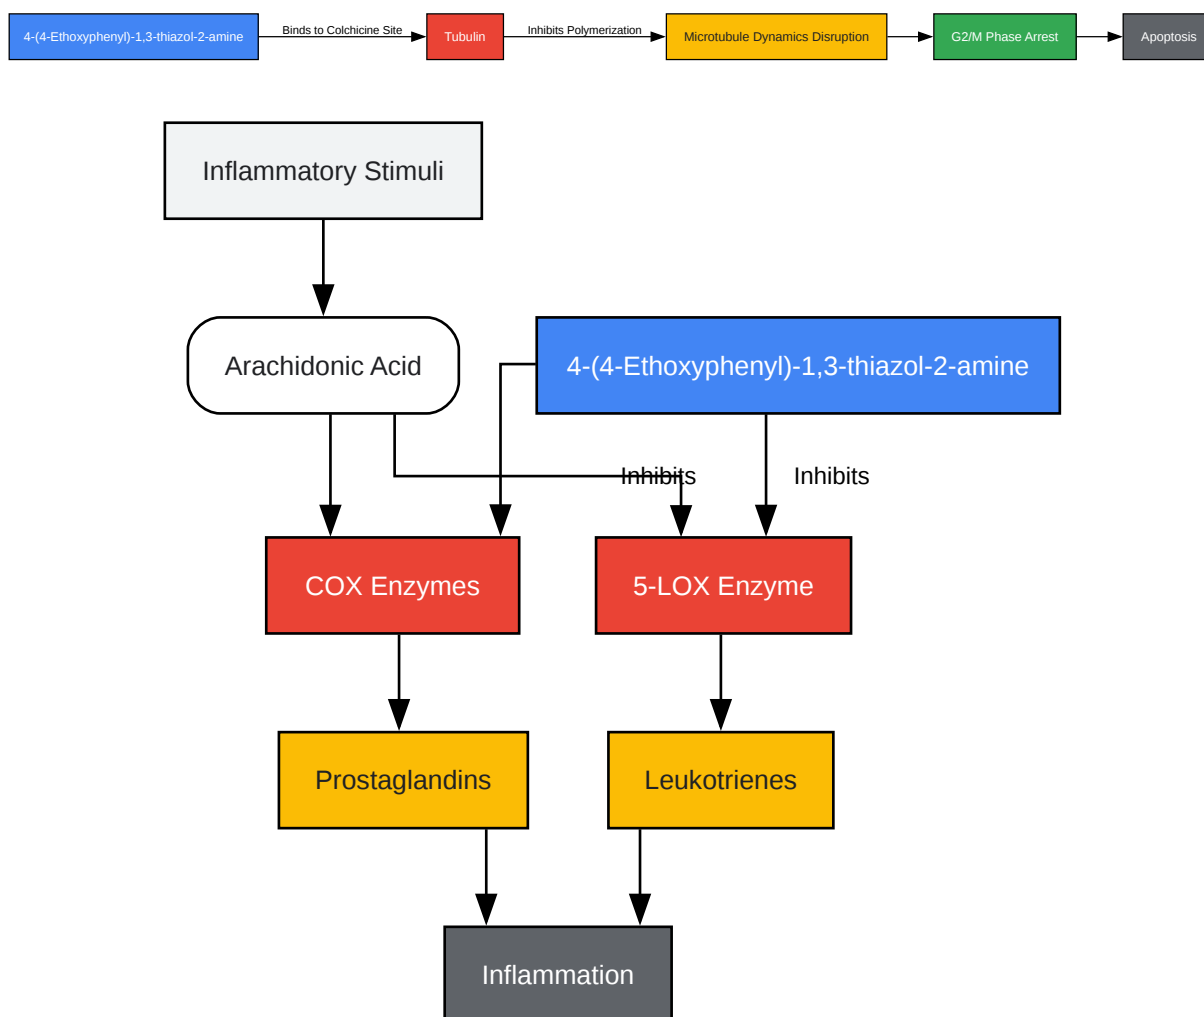 4-(4-Ethoxyphenyl)-1,3-thiazol-2-amine
Binds to Colchicine Site
Tubulin
Inhibits Polymerization
Microtubule Dynamics Disruption
G2/M Phase Arrest
Apoptosis
Inflammatory Stimuli
Arachidonic Acid
4-(4-Ethoxyphenyl)-1,3-thiazol-2-amine
Inhibits
Inhibits
COX Enzymes
5-LOX Enzyme
Prostaglandins
Leukotrienes
Inflammation